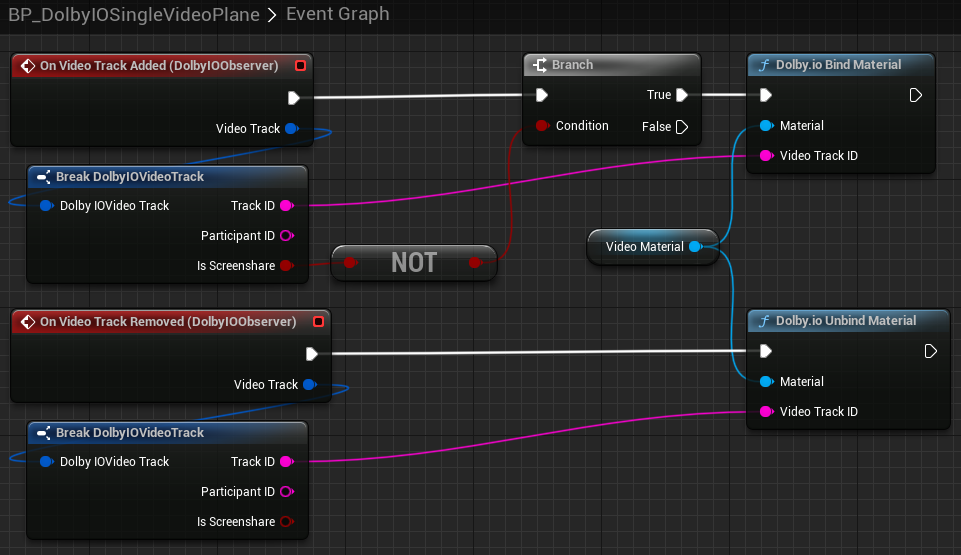 BP_DolbyIOSingleVideoPlane > Event Graph
On Video Track Added (DolbyIOObserver)
Video Track
Branch
True
Condition
False
f Dolby.io Bind Material
Material
Video Track ID
Break DolbyIOVideoTrack
Dolby IOVideo Track
Track ID
Participant ID
Is Screenshare
NOT
Video Material
On Video Track Removed (DolbyIOObserver)
Video Track
f Dolby.io Unbind Material
Material
Video Track ID
Break DolbyIOVideoTrack
Dolby IOVideo Track
Track ID
Participant ID
Is Screenshare